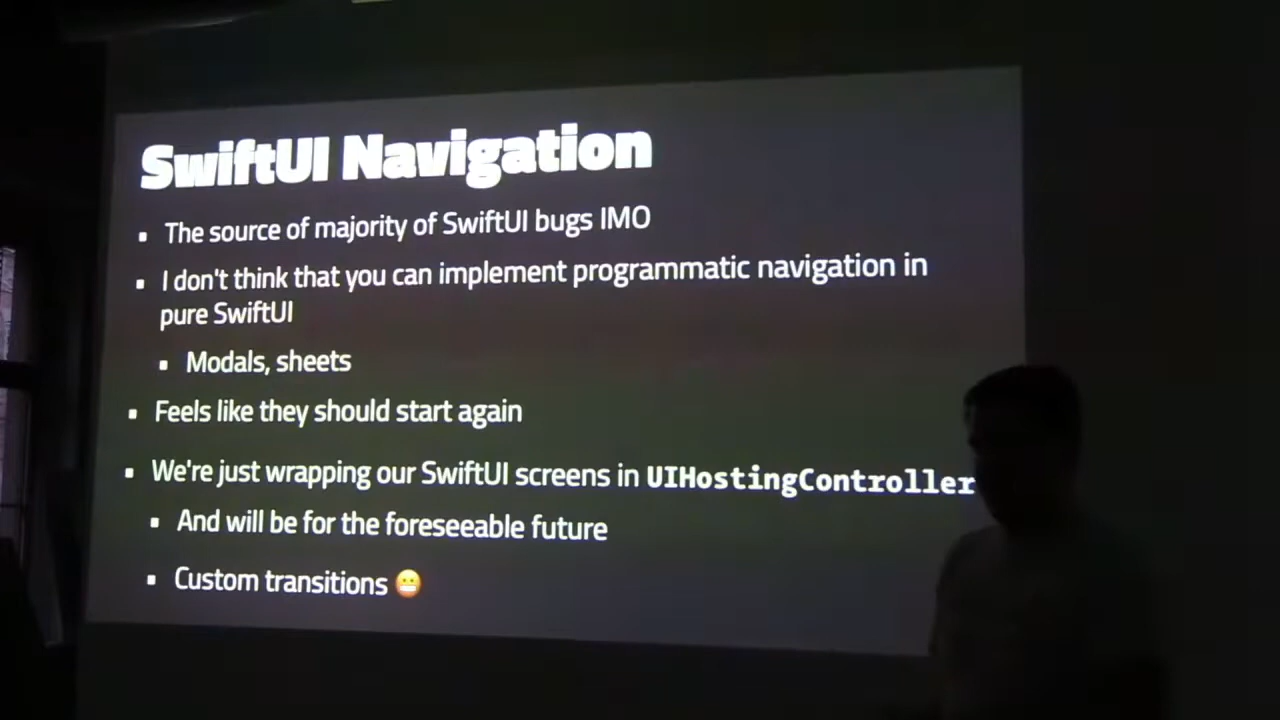 SwiftUI Navigation
▪ The source of majority of SwiftUI bugs IMO
▪ I don't think that you can implement programmatic navigation in
pure SwiftUI
▪ Modals, sheets
▪ Feels like they should start again
▪ We're just wrapping our SwiftUI screens in UIHostingController
▪ And will be for the foreseeable future
▪ Custom transitions 😬